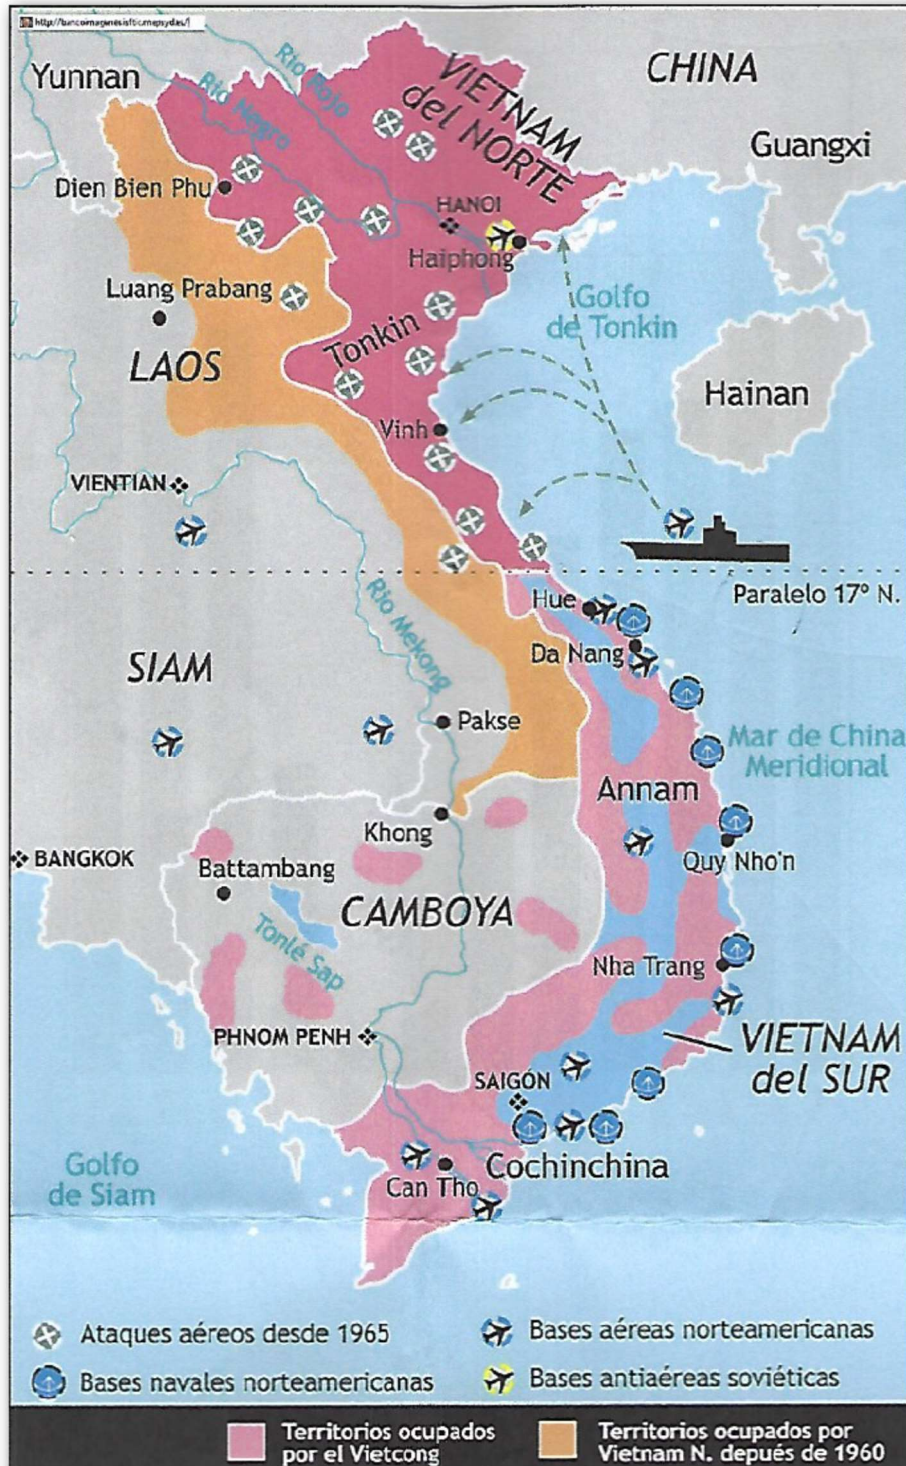 Yunnan
CHINA
Guangxi
Río Rojo
Río Negro
VIETNAM
del NORTE
Dien Bien Phu
HANOI
Haiphong
Luang Prabang
Golfo
de Tonkin
Tonkin
LAOS
Hainan
Vinh
VIENTIAN
Paralelo 17º N.
Hue
Río Mekong
Da Nang
SIAM
Pakse
Mar de China
Meridional
Annam
Khong
BANGKOK
Battambang
Quy Nho'n
CAMBOYA
Tonlé Sap
Nha Trang
PHNOM PENH
VIETNAM
del SUR
SAIGÓN
Golfo
de Siam
Cochinchina
Can Tho
Ataques aéreos desde 1965
Bases aéreas norteamericanas
Bases navales norteamericanas
Bases antiaéreas soviéticas
Territorios ocupados
por el Vietcong
Territorios ocupados por
Vietnam N. depués de 1960